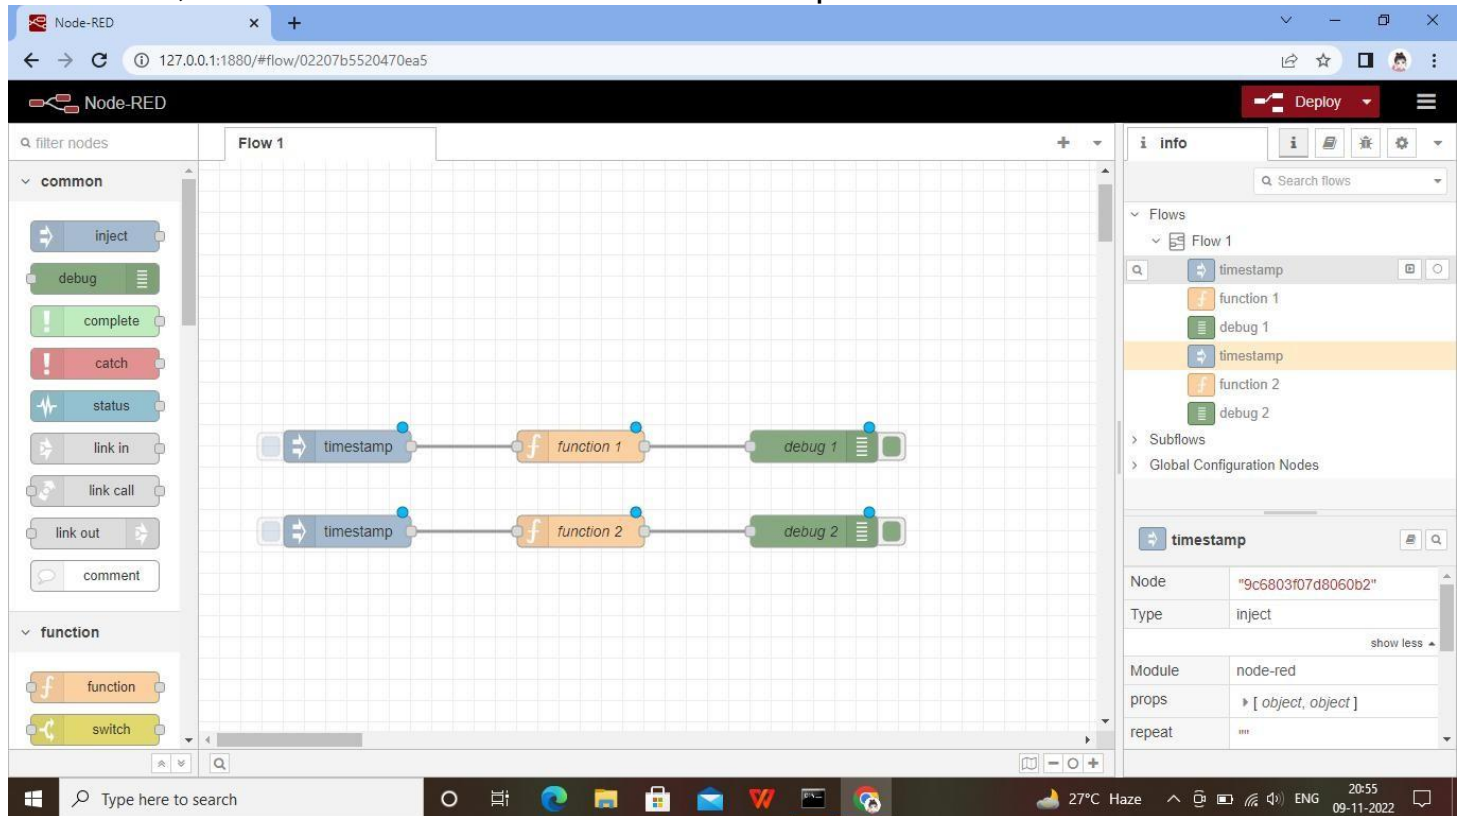 Node-RED
127.0.0.1:1880/#flow/02207b5520470ea5
Node-RED
Deploy
filter nodes
Flow 1
i info
i
common
Search flows
inject
debug
complete
catch
status
link in
link call
link out
comment
function
function
switch
timestamp
function 1
debug 1
timestamp
function 2
debug 2
Flows
Flow 1
timestamp
function 1
debug 1
timestamp
function 2
debug 2
Subflows
Global Configuration Nodes
timestamp
Node "9c6803f07d8060b2"
Type inject
show less
Module node-red
props [ object, object ]
repeat ""
Type here to search
27°C Haze
ENG
20:55
09-11-2022